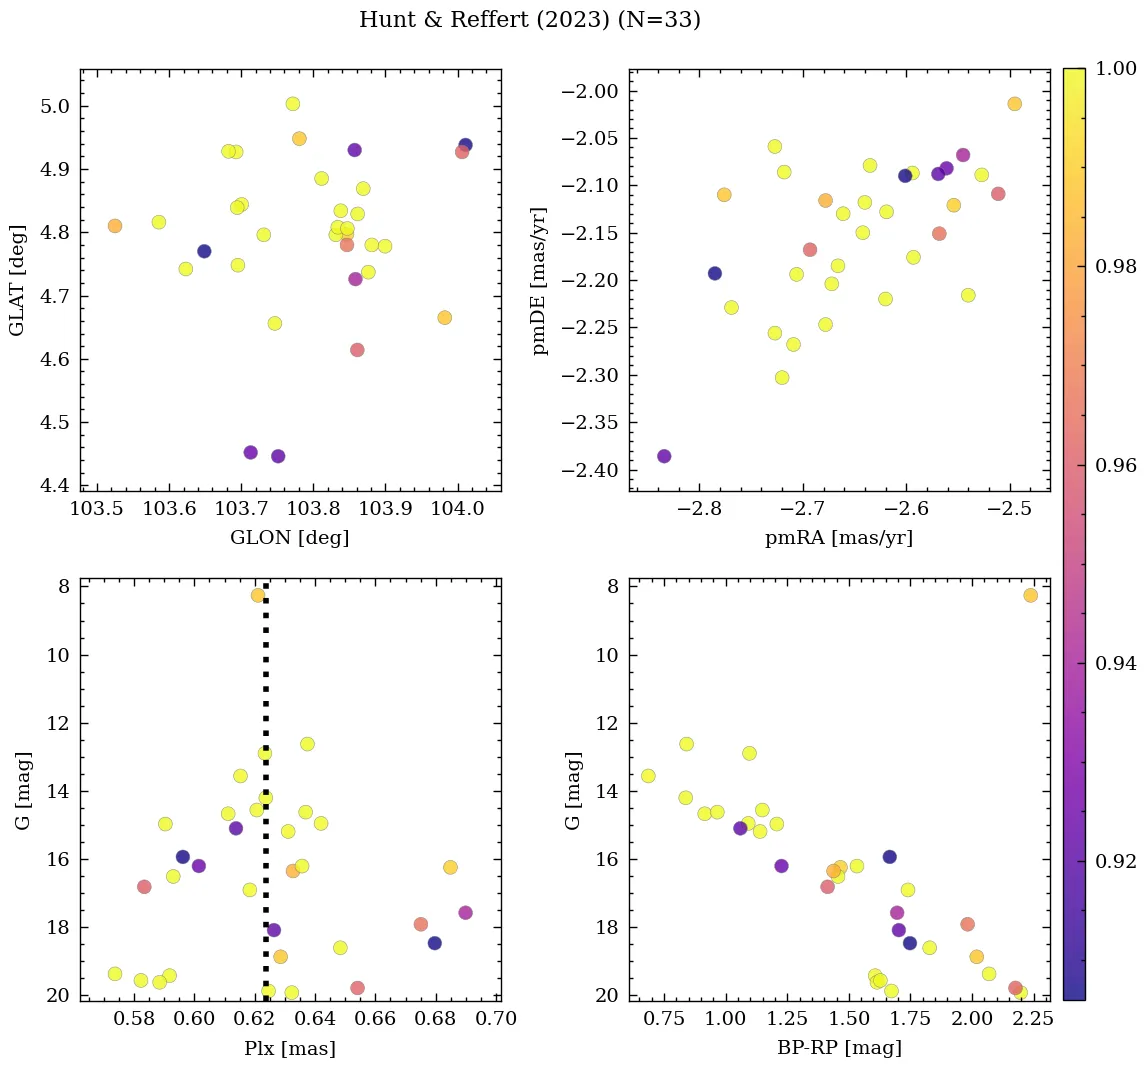 Hunt & Reffert (2023) (N=33)
5.0
4.9
4.8
4.7
4.6
4.5
4.4
GLAT [deg]
103.5 103.6 103.7 103.8 103.9 104.0
GLON [deg]
−2.00
−2.05
−2.10
−2.15
−2.20
−2.25
−2.30
−2.35
−2.40
pmDE [mas/yr]
−2.8 −2.7 −2.6 −2.5
pmRA [mas/yr]
8
10
12
14
16
18
20
G [mag]
0.58 0.60 0.62 0.64 0.66 0.68 0.70
Plx [mas]
8
10
12
14
16
18
20
G [mag]
0.75 1.00 1.25 1.50 1.75 2.00 2.25
BP-RP [mag]
1.00
0.98
0.96
0.94
0.92